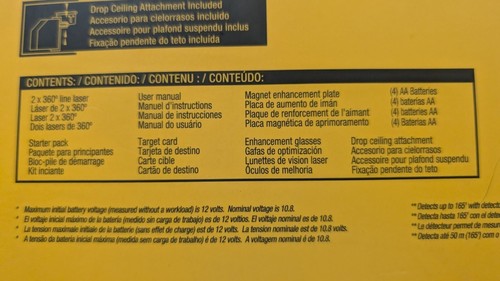 Drop Ceiling Attachment Included
Accesorio para cielorrasos incluido
Accessoire pour plafond suspendu inclus
Fixação pendente do teto incluída
CONTENTS: / CONTENIDO: / CONTENU : / CONTEÚDO:
2 x 360º line laser
Láser de 2 x 360º
Laser 2 x 360º
Dois lasers de 360º
User manual
Manuel d'instructions
Manual de instrucciones
Manual do usuário
Magnet enhancement plate
Placa de aumento de imán
Plaque de renforcement de l'aimant
Placa magnética de aprimoramento
(4) AA Batteries
(4) baterías AA
(4) batteries AA
(4) baterias AA
Starter pack
Paquete para principiantes
Bloc-pile de démarrage
Kit inciante
Target card
Tarjeta de destino
Carte cible
Cartão de destino
Enhancement glasses
Gafas de optimización
Lunettes de vision laser
Óculos de melhoria
Drop ceiling attachment
Accesorio para cielorrasos
Accessoire pour plafond suspendu
Fixação pendente do teto
* Maximum initial battery voltage (measured without a workload) is 12 volts. Nominal voltage is 10.8.
* El voltaje inicial máximo de la batería (medido sin carga de trabajo) es de 12 voltios. El voltaje nominal es de 10.8.
* La tension maximale initiale de la batterie (sans effet de charge) est de 12 volts. La tension nominale est de 10.8 volts.
* A tensão da bateria inicial máxima (medida sem carga de trabalho) é de 12 volts. A voltagem nominal é de 10.8.
** Detects up to 165' with detect
** Detecta hasta 165' con el dete
** Le détecteur permet de mesur
** Detecta até 50 m (165') com o